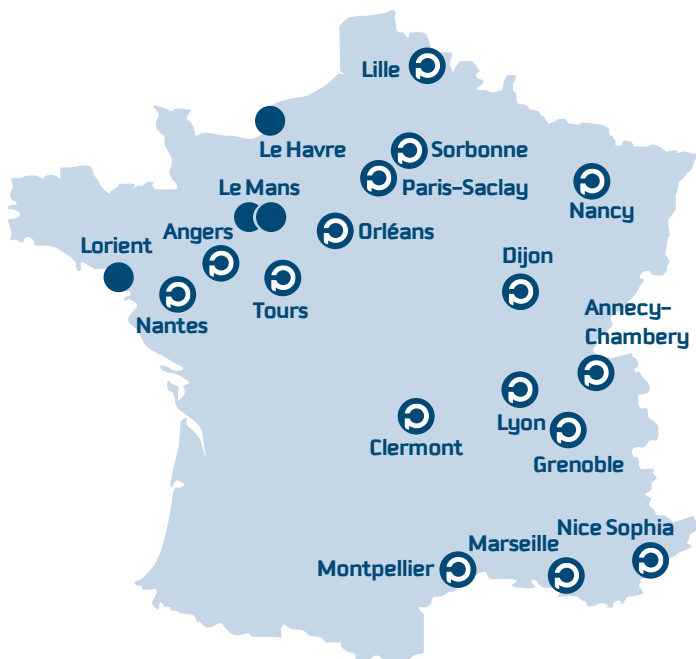 Lille
Le Havre
Sorbonne
Paris-Saclay
Le Mans
Nancy
Angers
Orléans
Lorient
Dijon
Tours
Annecy-
Chambery
Nantes
Lyon
Clermont
Grenoble
Nice Sophia
Marseille
Montpellier